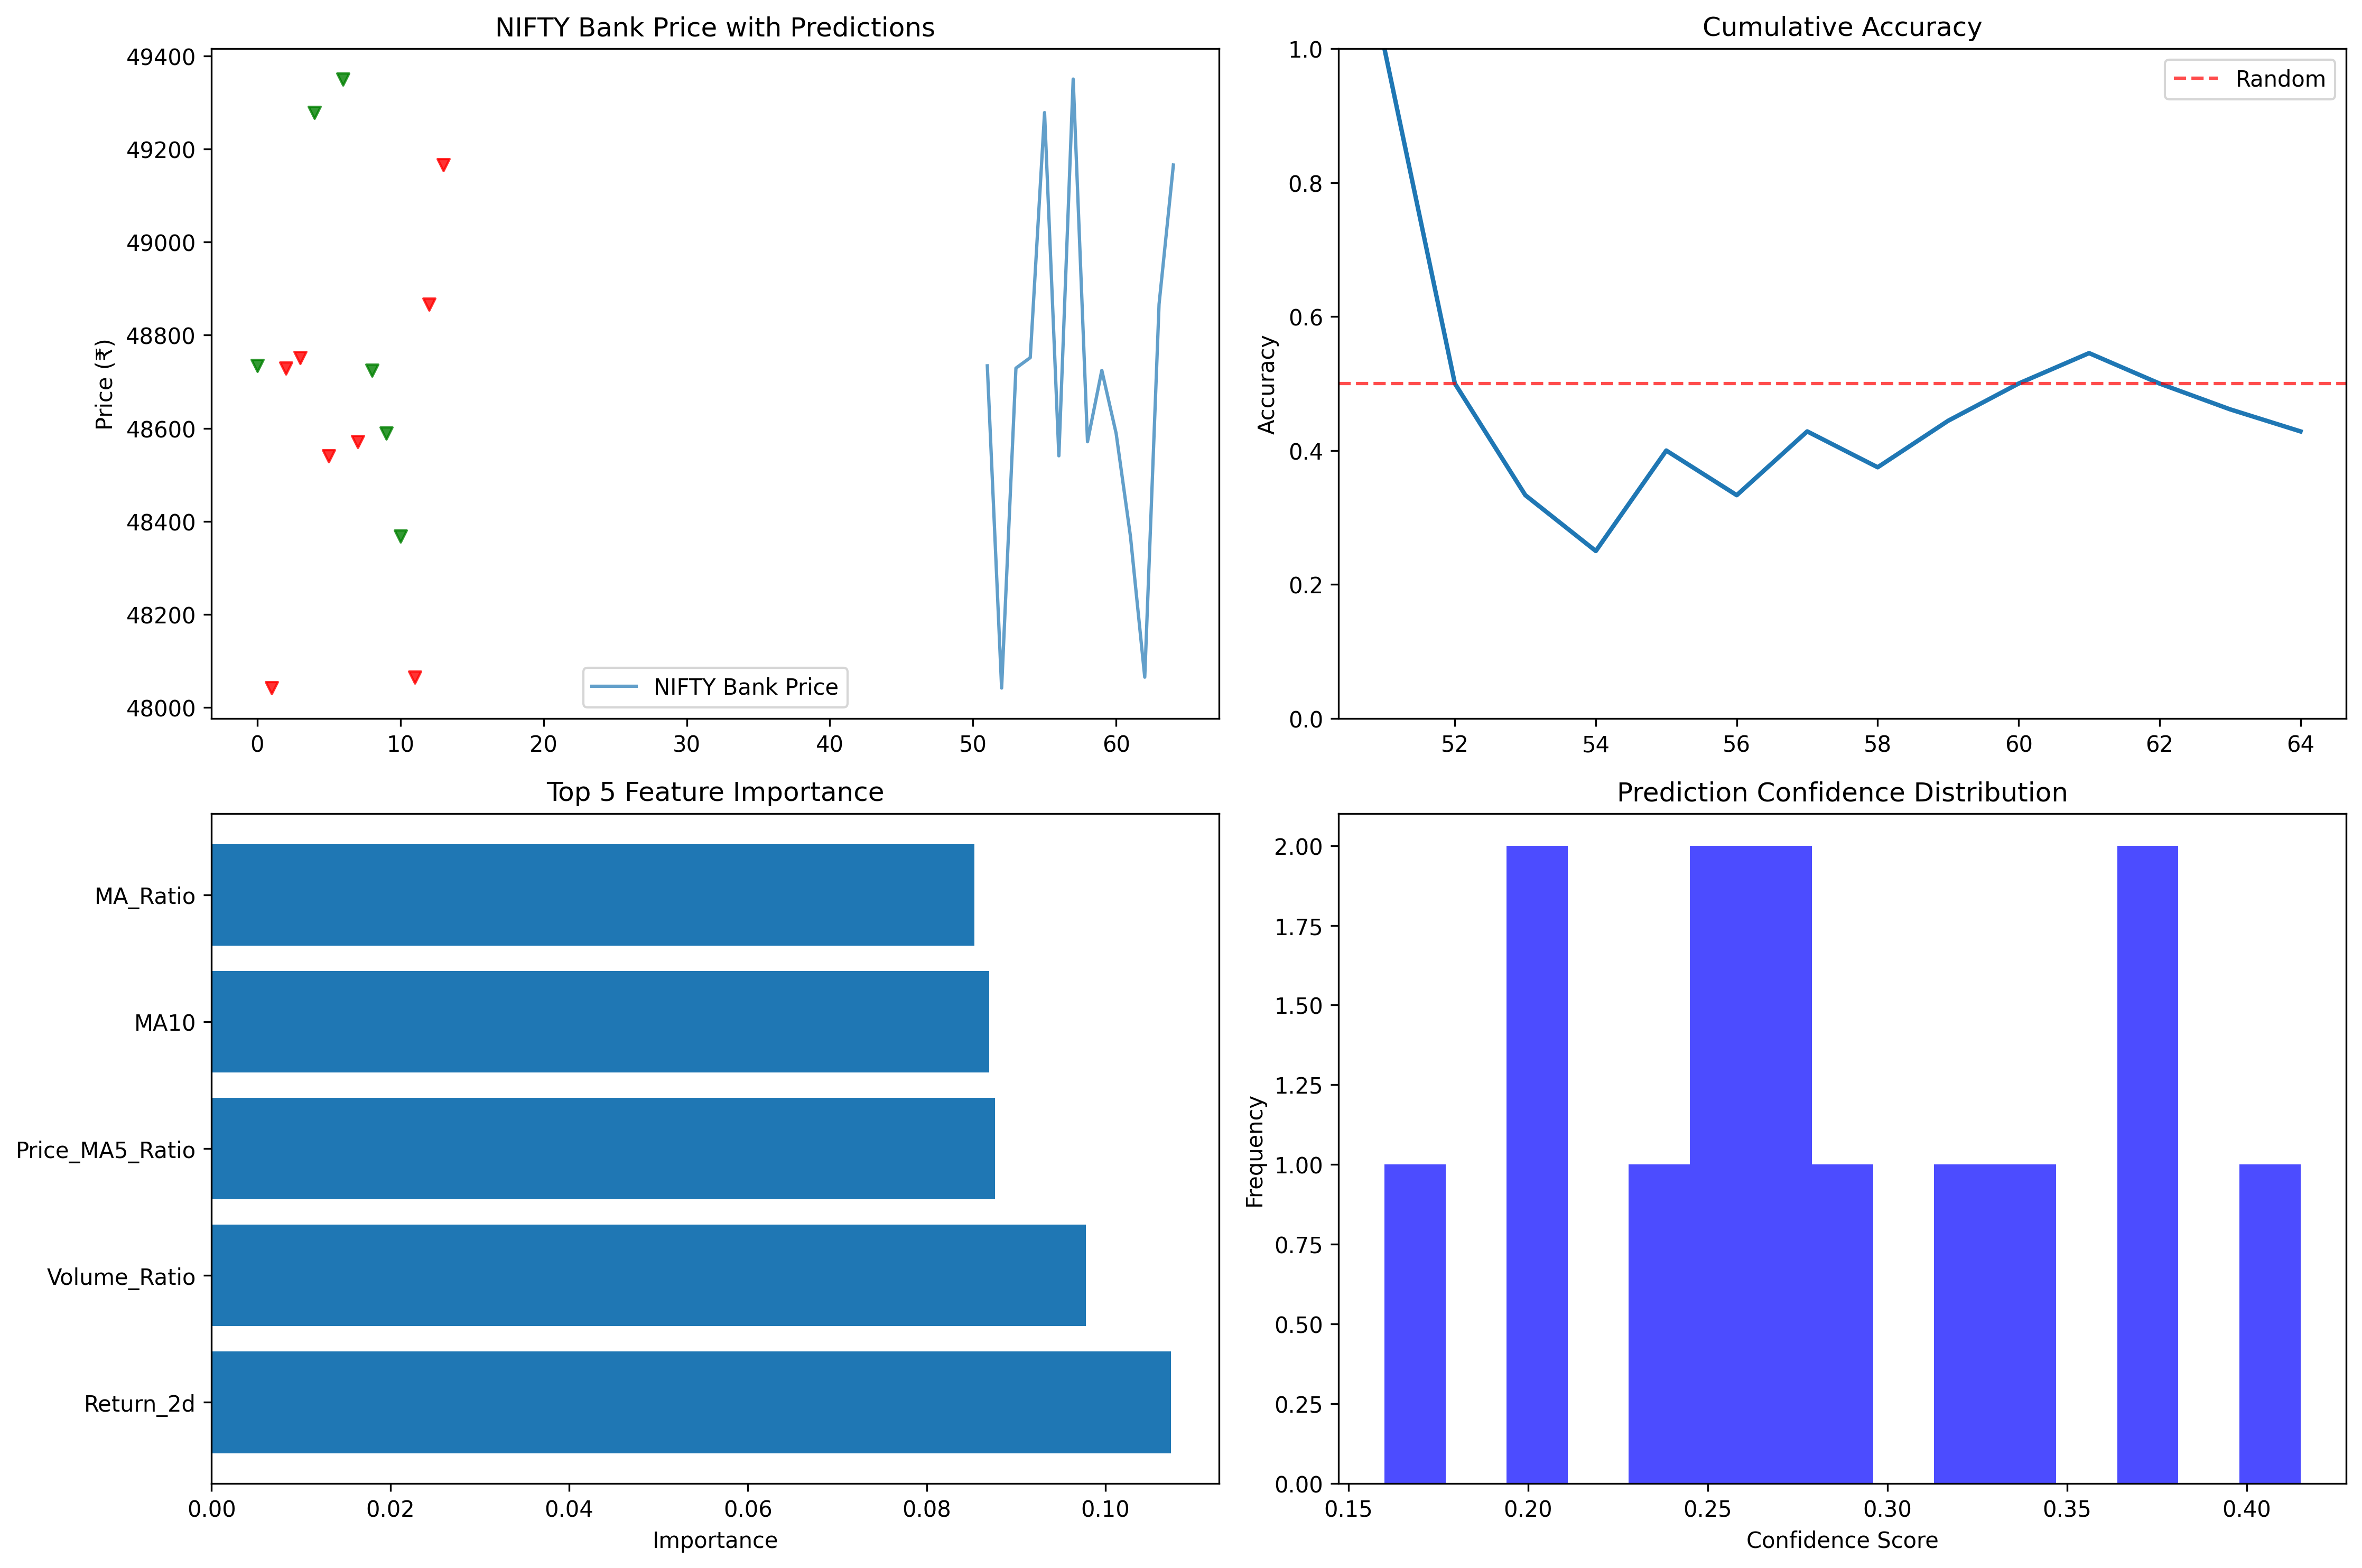 NIFTY Bank Price with Predictions
Price (₹)
49400
49200
49000
48800
48600
48400
48200
48000
NIFTY Bank Price
0 10 20 30 40 50 60
Cumulative Accuracy
Accuracy
1.0
0.8
0.6
0.4
0.2
0.0
Random
52 54 56 58 60 62 64
Top 5 Feature Importance
MA_Ratio
MA10
Price_MA5_Ratio
Volume_Ratio
Return_2d
0.00 0.02 0.04 0.06 0.08 0.10
Importance
Prediction Confidence Distribution
Frequency
2.00
1.75
1.50
1.25
1.00
0.75
0.50
0.25
0.00
0.15 0.20 0.25 0.30 0.35 0.40
Confidence Score